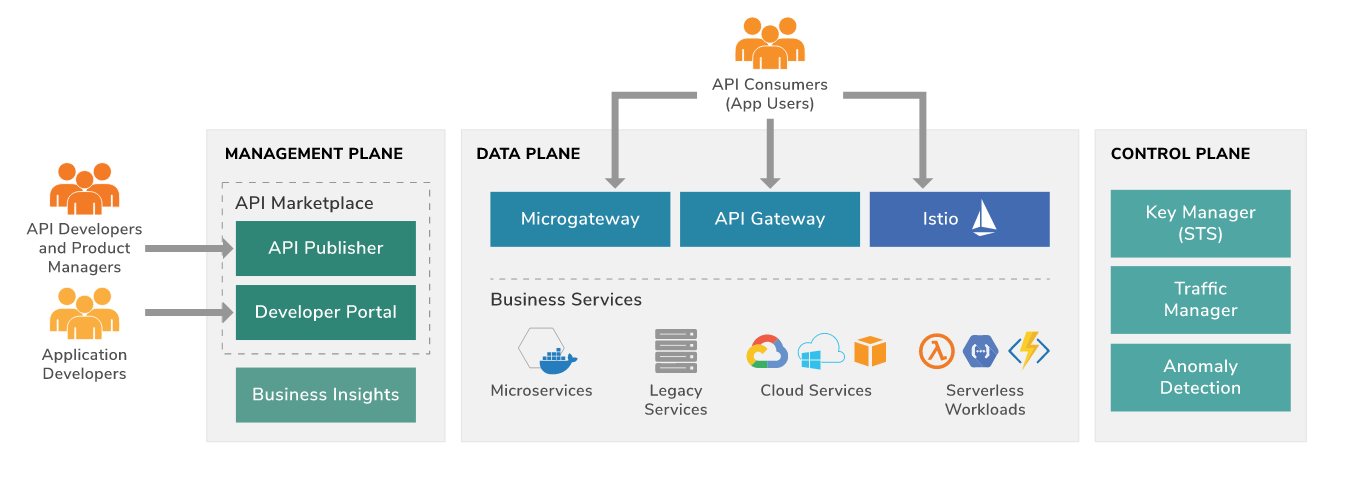 API Consumers
(App Users)
MANAGEMENT PLANE
DATA PLANE
CONTROL PLANE
API Developers
and Product
Managers
Application
Developers
API Marketplace
API Publisher
Developer Portal
Business Insights
Microgateway
API Gateway
Istio
Business Services
Microservices
Legacy
Services
Cloud Services
Serverless
Workloads
Key Manager
(STS)
Traffic
Manager
Anomaly
Detection